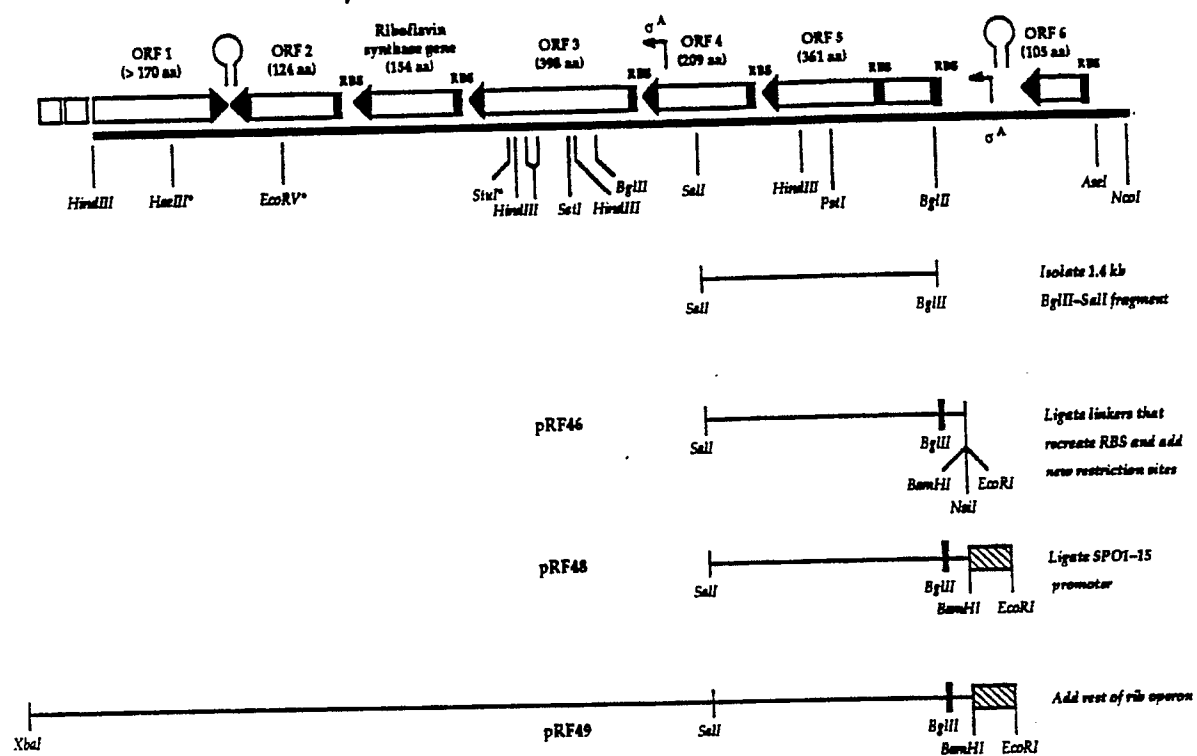 ORF 1
(> 170 aa)
ORF 2
(124 aa)
RBS
Riboflavin
synthase gene
(154 aa)
RBS
ORF 3
(398 aa)
RBS
σ A
ORF 4
(209 aa)
RBS
ORF 5
(361 aa)
RBS
RBS
σ A
ORF 6
(105 aa)
RBS
HindIII
HaeIII*
EcoRV*
StuI*
HindIII
SstI
BglII
HindIII
SalI
HindIII
PstI
BglII
AseI
NcoI
SalI
BglII
Isolate 1.4 kb
BglII–SalI fragment
pRF46
SalI
BglII
BamHI
EcoRI
NsiI
Ligate linkers that
recreate RBS and add
new restriction sites
pRF48
SalI
BglII
BamHI
EcoRI
Ligate SPO1–15
promoter
XbaI
pRF49
SalI
BglII
BamHI
EcoRI
Add rest of rib operon